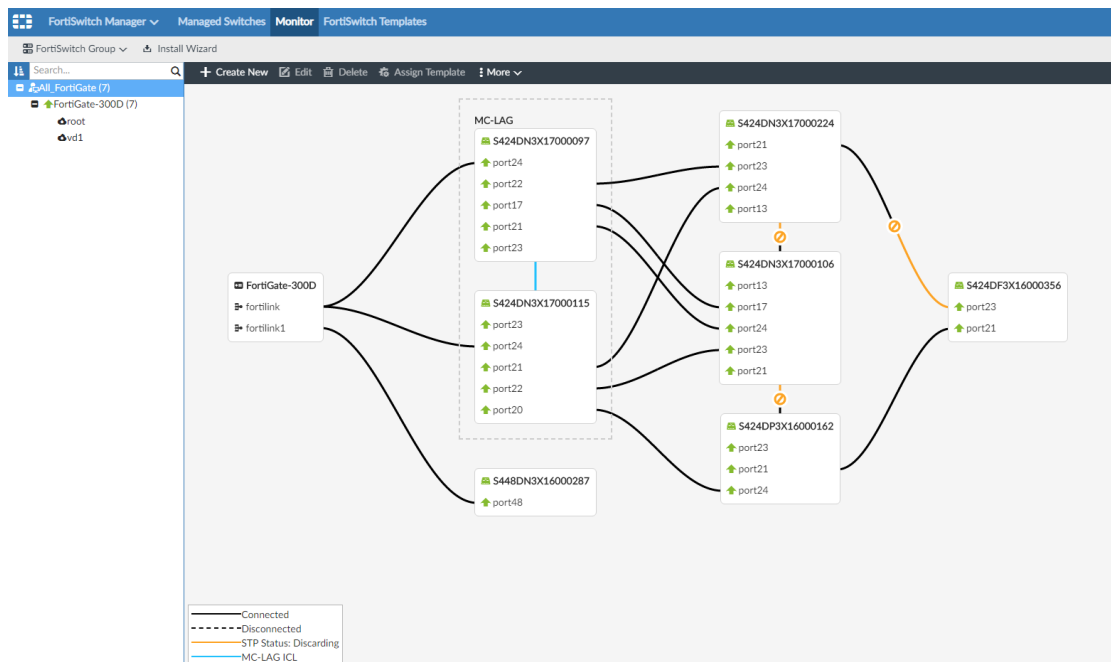 FortiSwitch Manager
Managed Switches
Monitor
FortiSwitch Templates
FortiSwitch Group
Install Wizard
Search...
Create New
Edit
Delete
Assign Template
More
All_FortiGate (7)
FortiGate-300D (7)
root
vd1
FortiGate-300D
fortilink
fortilink1
MC-LAG
S424DN3X17000097
port24
port22
port17
port21
port23
S424DN3X17000115
port23
port24
port21
port22
port20
S448DN3X16000287
port48
S424DN3X17000224
port21
port23
port24
port13
S424DN3X17000106
port13
port17
port24
port23
port21
S424DP3X16000162
port23
port21
port24
S424DF3X16000356
port23
port21
Connected
Disconnected
STP Status: Discarding
MC-LAG ICL